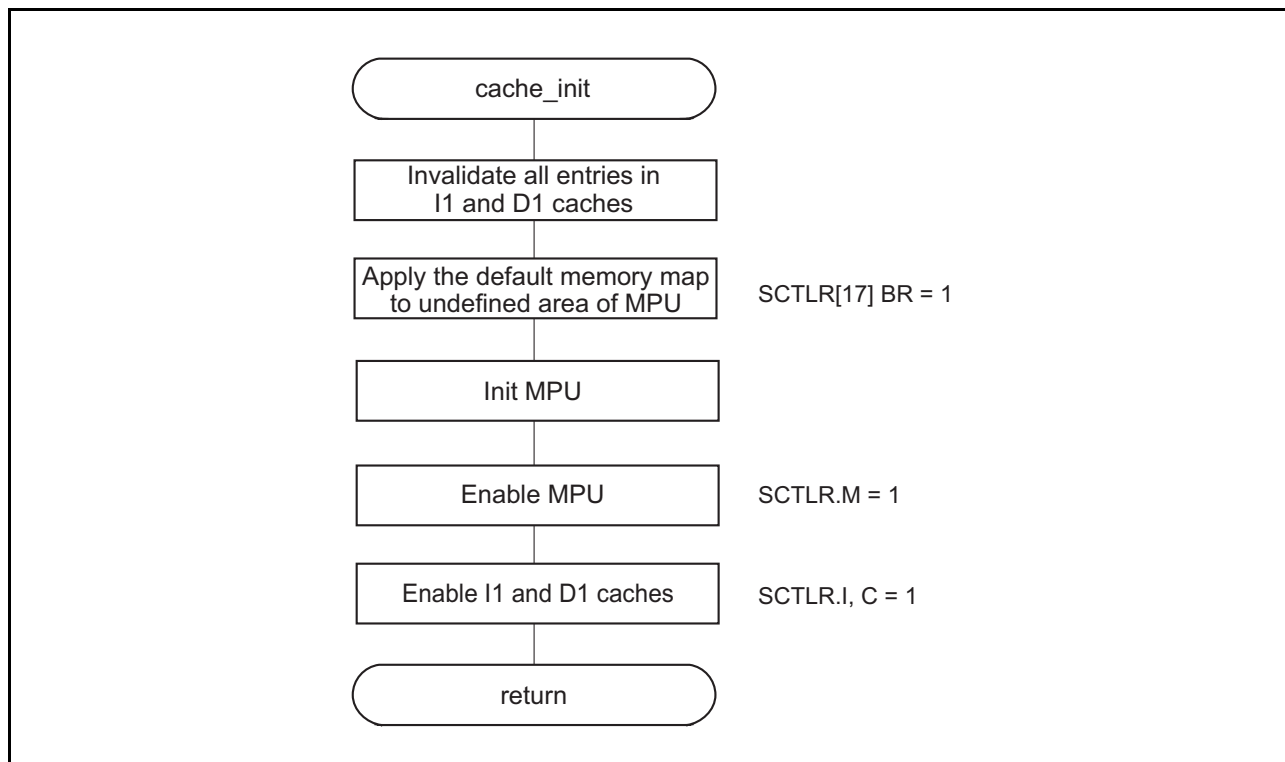 cache_init
Invalidate all entries in
I1 and D1 caches
Apply the default memory map
to undefined area of MPU
SCTLR[17] BR = 1
Init MPU
Enable MPU
SCTLR.M = 1
Enable I1 and D1 caches
SCTLR.I, C = 1
return